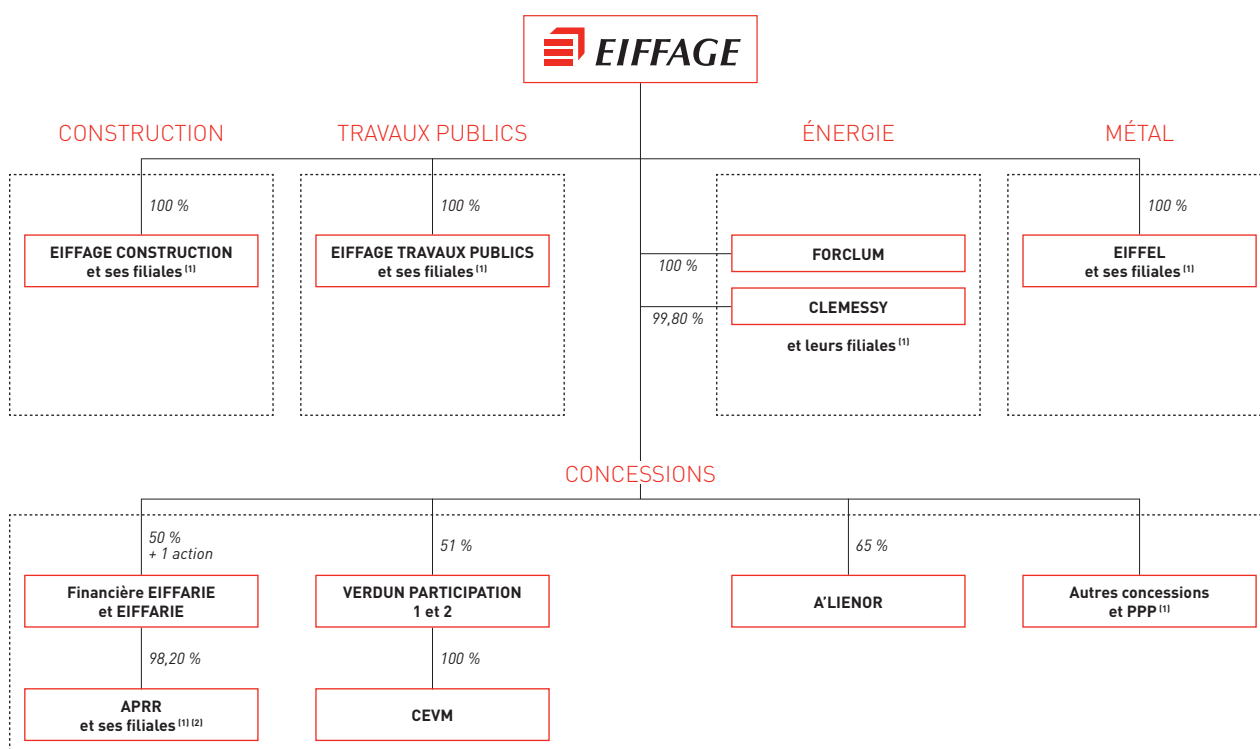 EIFFAGE
CONSTRUCTION
TRAVAUX PUBLICS
ÉNERGIE
MÉTAL
100 %
100 %
100 %
EIFFAGE CONSTRUCTION
et ses filiales (1)
EIFFAGE TRAVAUX PUBLICS
et ses filiales (1)
100 %
FORCLUM
99,80 %
CLEMESSY
et leurs filiales (1)
EIFFEL
et ses filiales (1)
CONCESSIONS
50 %
+ 1 action
51 %
65 %
Financière EIFFARIE
et EIFFARIE
VERDUN PARTICIPATION
1 et 2
A'LIENOR
Autres concessions
et PPP (1)
98,20 %
100 %
APRR
et ses filiales (1) (2)
CEVM